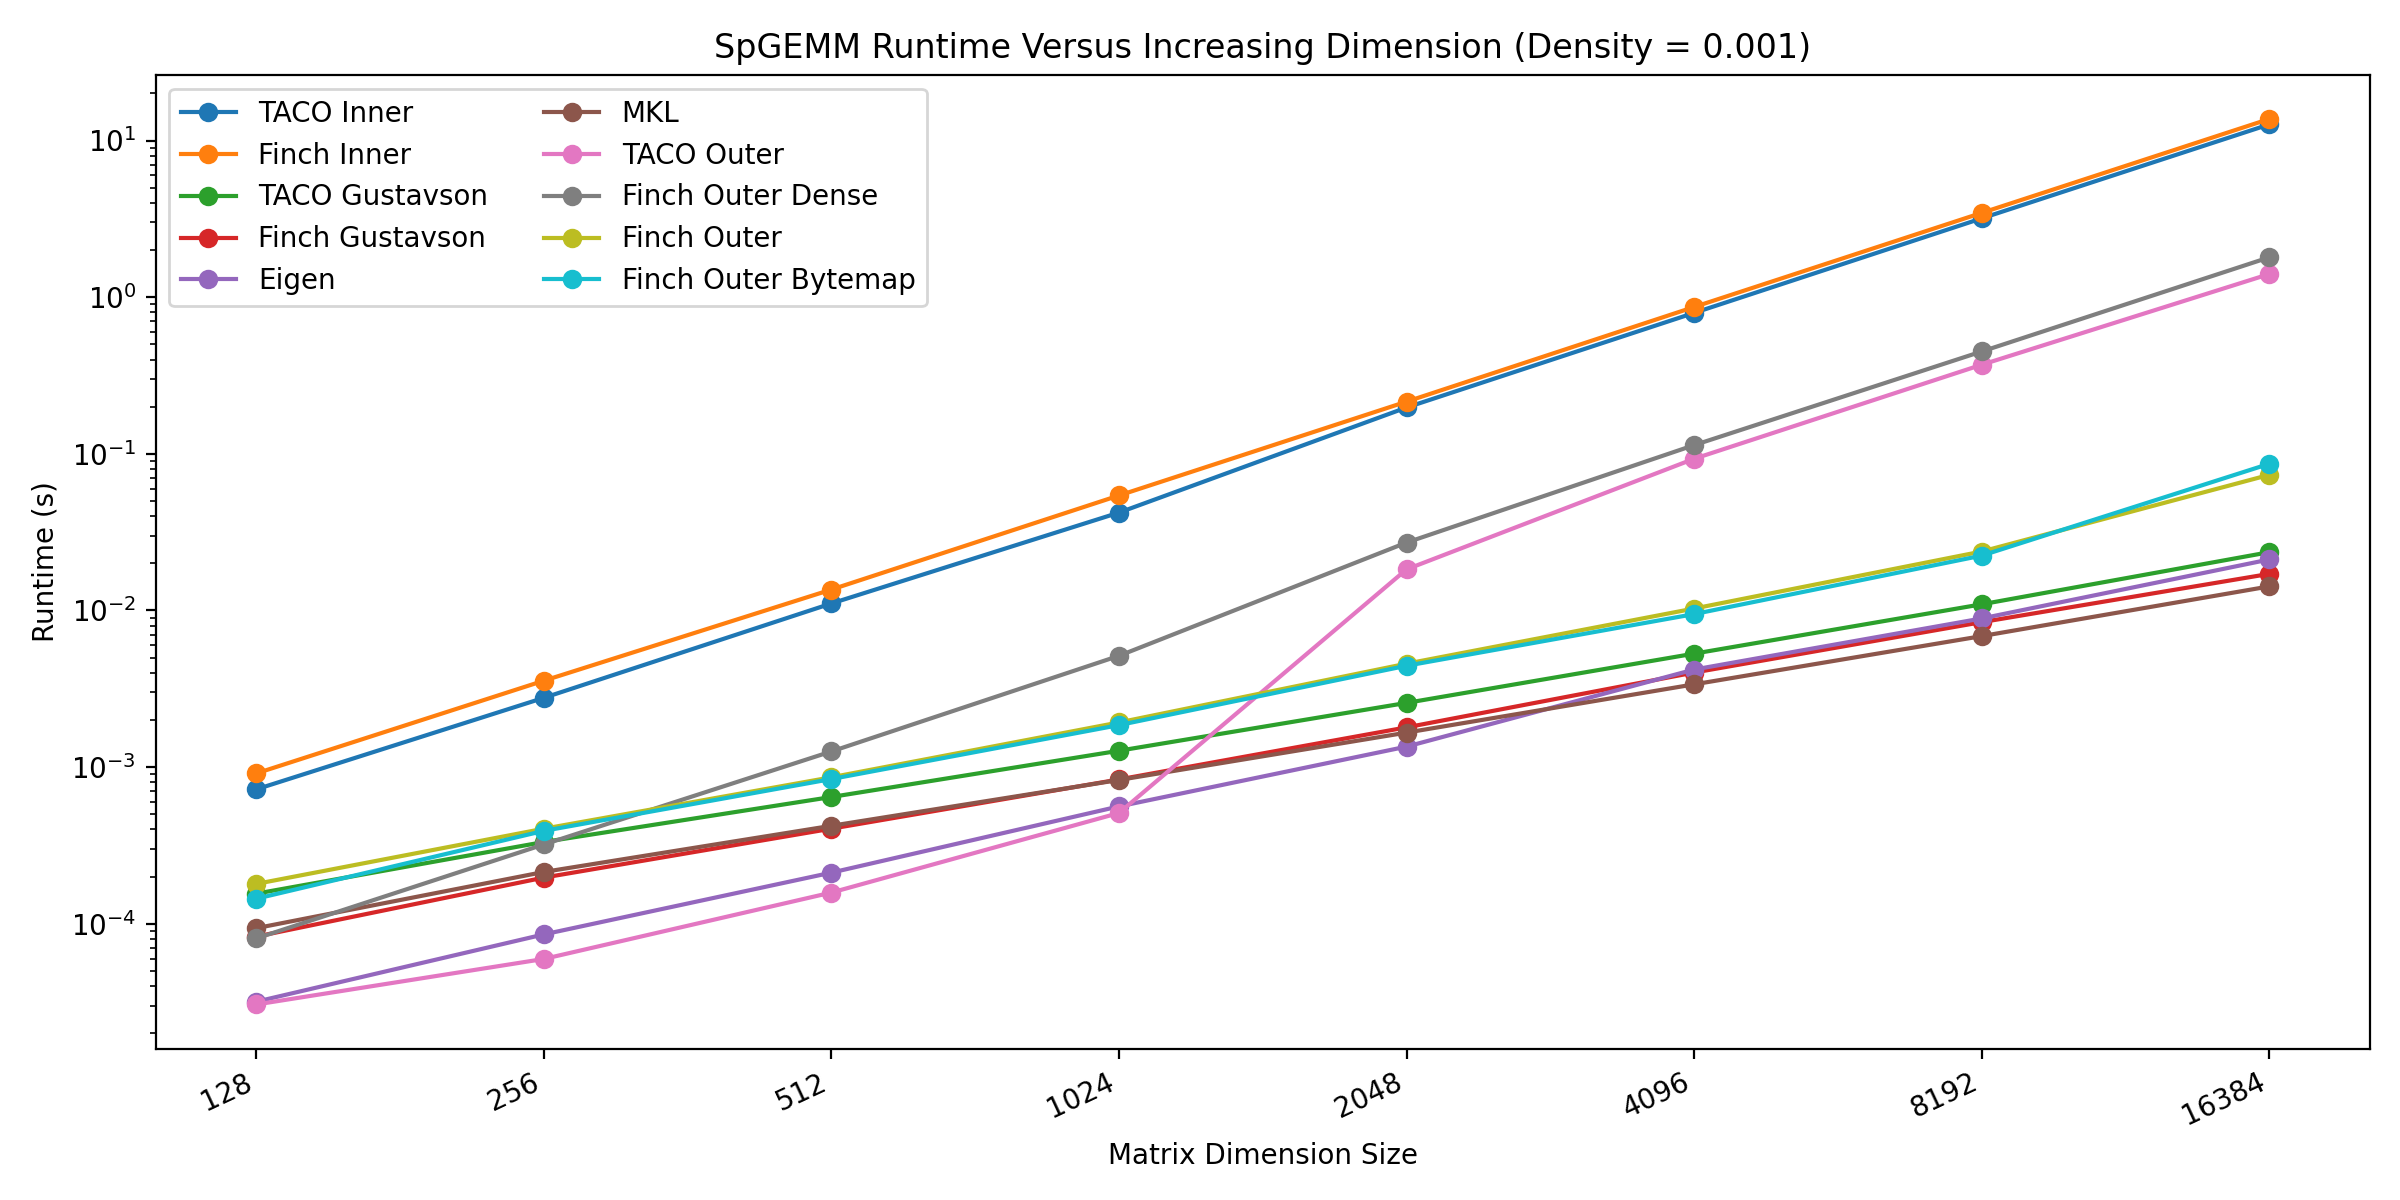 SpGEMM Runtime Versus Increasing Dimension (Density = 0.001)
TACO Inner
Finch Inner
TACO Gustavson
Finch Gustavson
Eigen
MKL
TACO Outer
Finch Outer Dense
Finch Outer
Finch Outer Bytemap
10¹
10⁰
10⁻¹
10⁻²
10⁻³
10⁻⁴
Runtime (s)
128
256
512
1024
2048
4096
8192
16384
Matrix Dimension Size